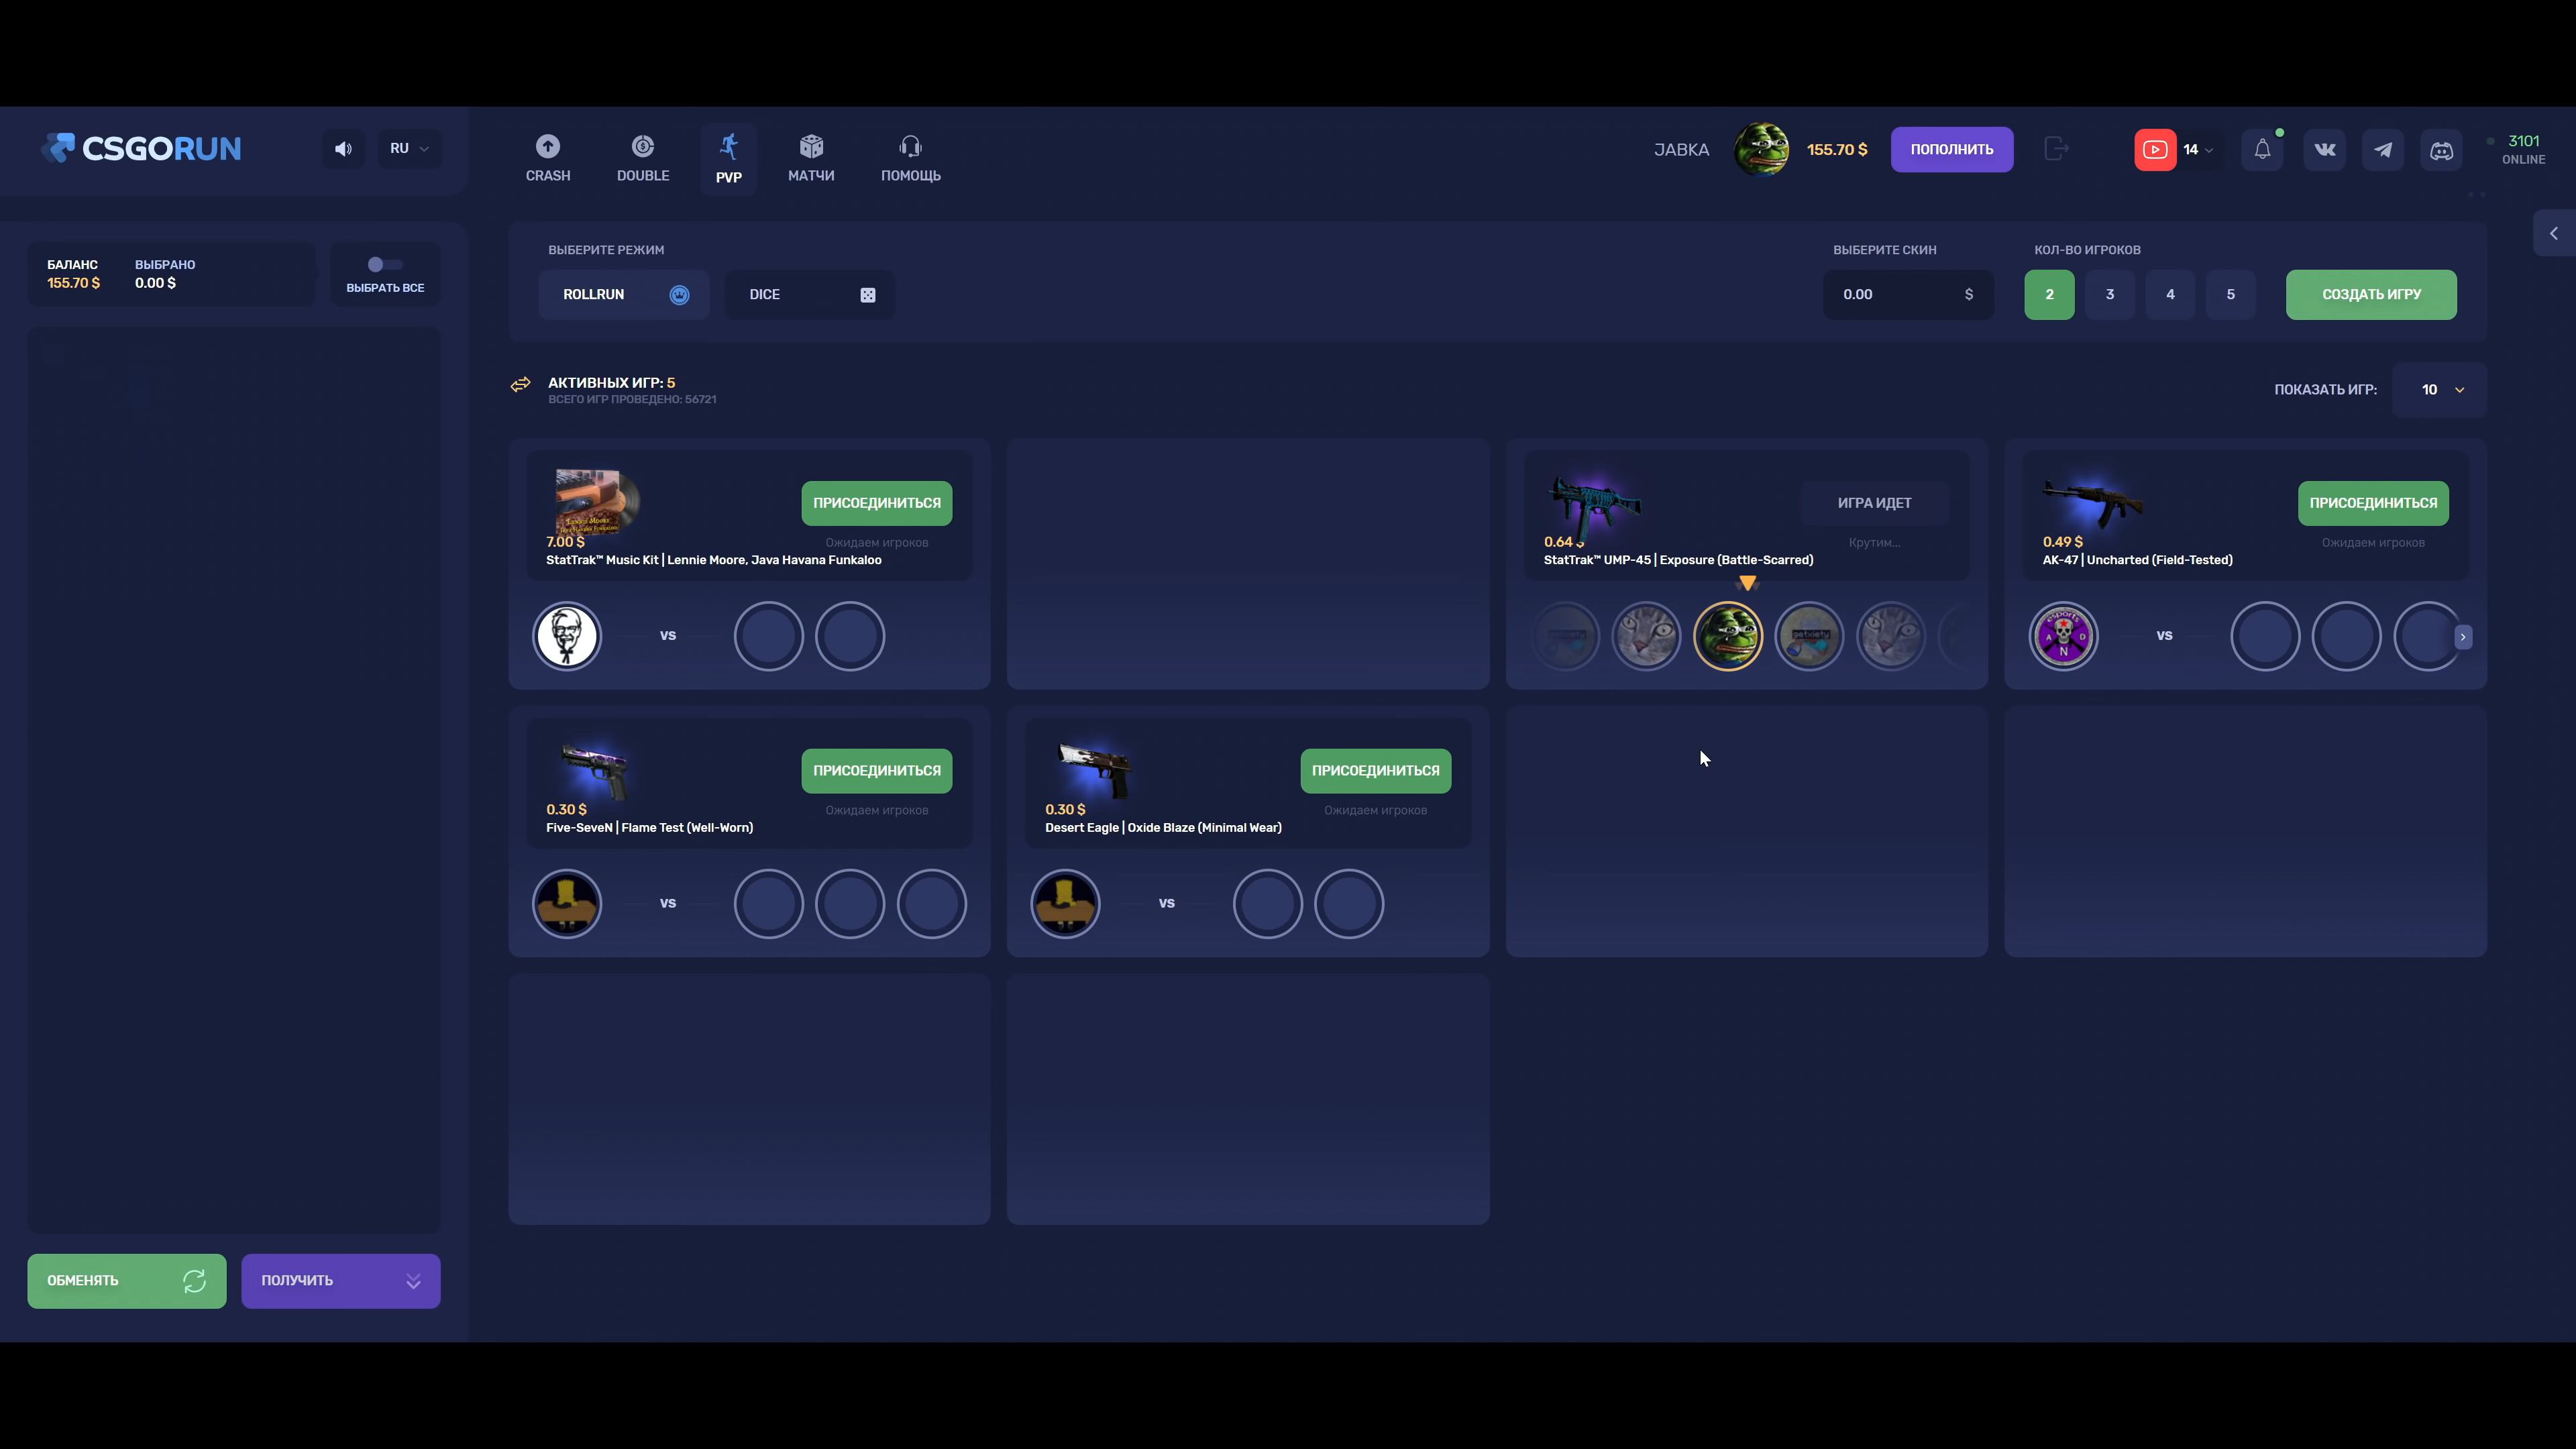 CSGORUN
RU
CRASH
DOUBLE
PVP
МАТЧИ
ПОМОЩЬ
JABKA
155.70 $
ПОПОЛНИТЬ
14
3101
ONLINE
БАЛАНС
155.70 $
ВЫБРАНО
0.00 $
ВЫБРАТЬ ВСЕ
ВЫБЕРИТЕ РЕЖИМ
ROLLRUN
DICE
ВЫБЕРИТЕ СКИН
0.00 $
КОЛ-ВО ИГРОКОВ
2 3 4 5
СОЗДАТЬ ИГРУ
АКТИВНЫХ ИГР: 5
ВСЕГО ИГР ПРОВЕДЕНО: 56721
ПОКАЗАТЬ ИГР:
10
ПРИСОЕДИНИТЬСЯ
Ожидаем игроков
7.00 $
StatTrak™ Music Kit | Lennie Moore, Java Havana Funkaloo
VS
ИГРА ИДЕТ
Крутим...
0.64 $
StatTrak™ UMP-45 | Exposure (Battle-Scarred)
ПРИСОЕДИНИТЬСЯ
Ожидаем игроков
0.49 $
AK-47 | Uncharted (Field-Tested)
VS
ПРИСОЕДИНИТЬСЯ
Ожидаем игроков
0.30 $
Five-SeveN | Flame Test (Well-Worn)
VS
ПРИСОЕДИНИТЬСЯ
Ожидаем игроков
0.30 $
Desert Eagle | Oxide Blaze (Minimal Wear)
VS
ОБМЕНЯТЬ
ПОЛУЧИТЬ